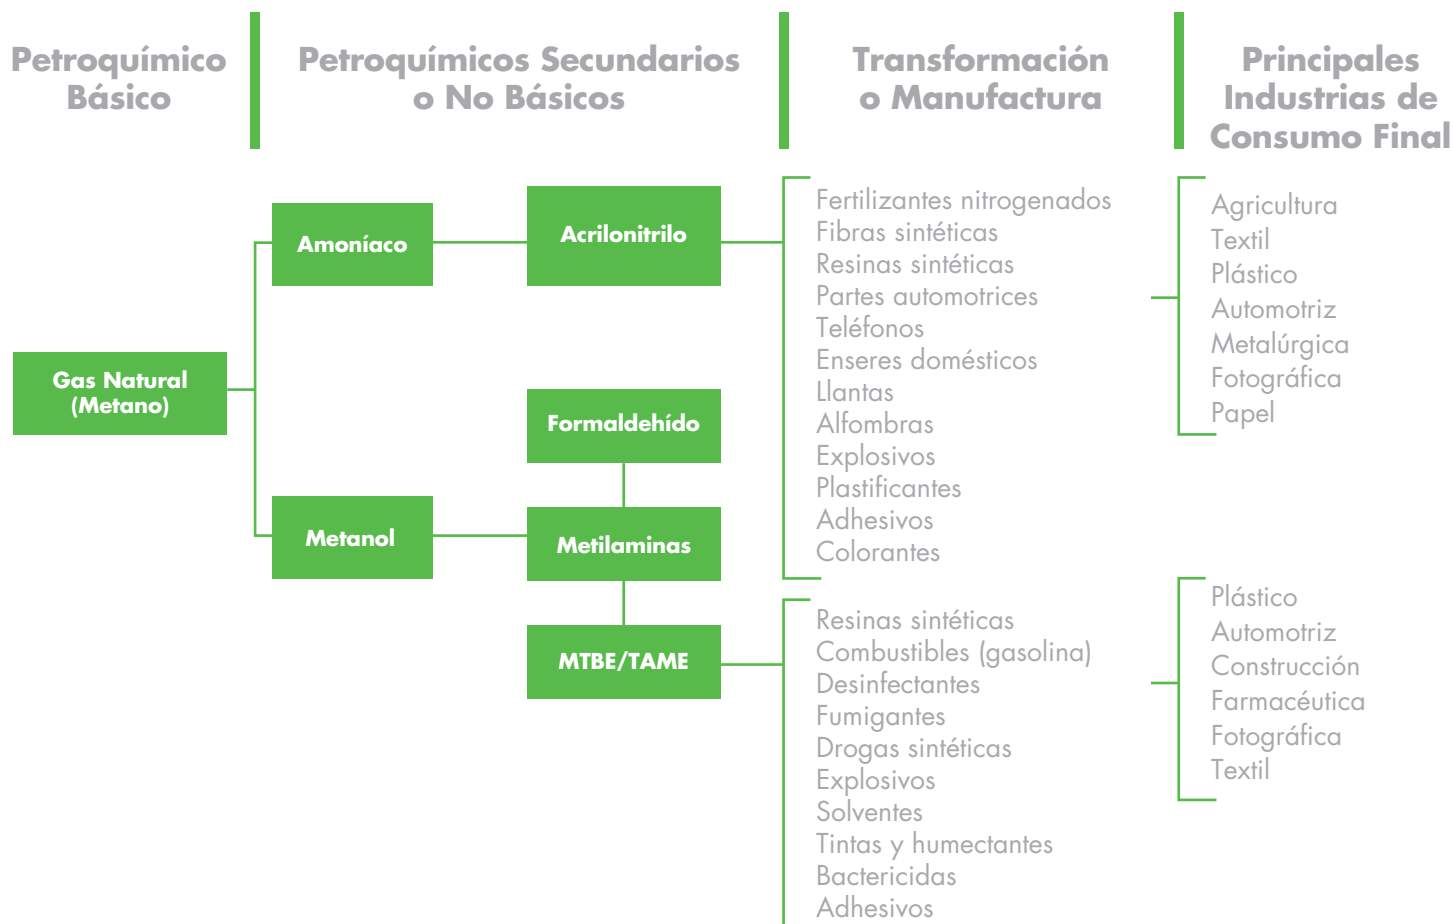 Petroquímico
Básico
Petroquímicos Secundarios
o No Básicos
Transformación
o Manufactura
Principales
Industrias de
Consumo Final
Gas Natural
(Metano)
Amoníaco
Metanol
Acrilonitrilo
Formaldehído
Metilaminas
MTBE/TAME
Fertilizantes nitrogenados
Fibras sintéticas
Resinas sintéticas
Partes automotrices
Teléfonos
Enseres domésticos
Llantas
Alfombras
Explosivos
Plastificantes
Adhesivos
Colorantes
Agricultura
Textil
Plástico
Automotriz
Metalúrgica
Fotográfica
Papel
Resinas sintéticas
Combustibles (gasolina)
Desinfectantes
Fumigantes
Drogas sintéticas
Explosivos
Solventes
Tintas y humectantes
Bactericidas
Adhesivos
Plástico
Automotriz
Construcción
Farmacéutica
Fotográfica
Textil